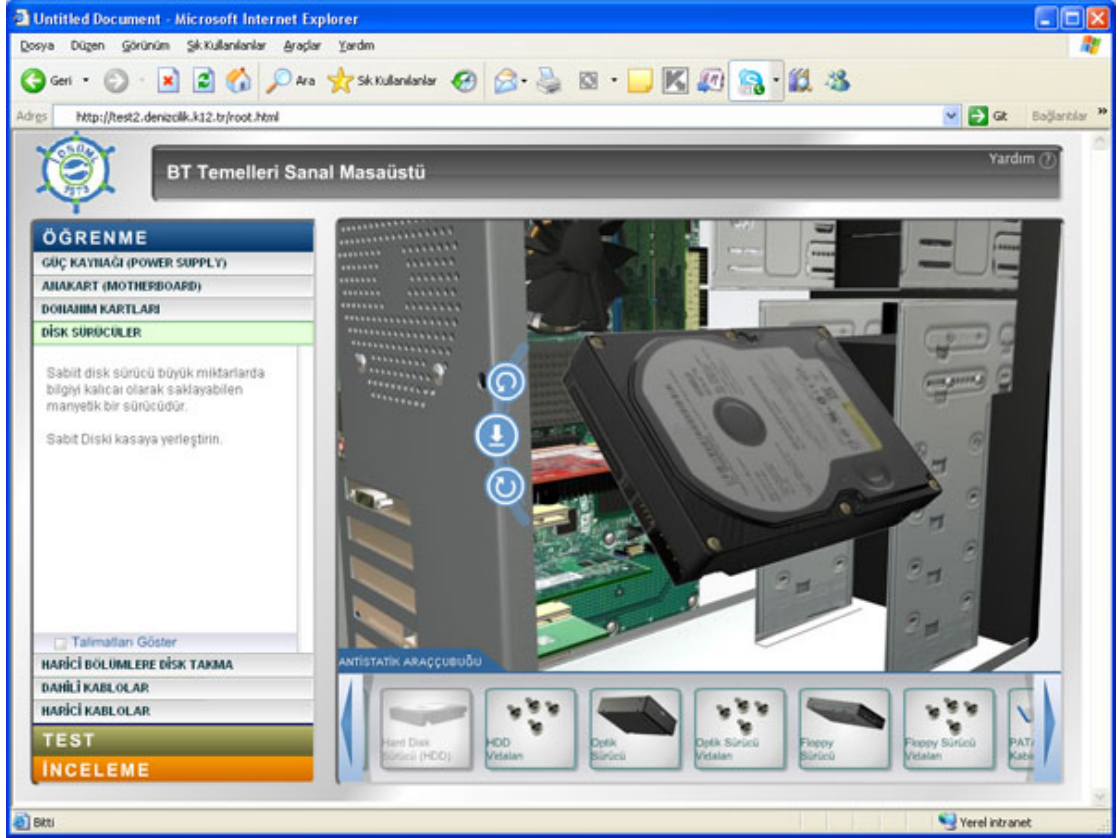 Untitled Document - Microsoft Internet Explorer
Dosya Düzen Görünüm Sık Kullanılanlar Araçlar Yardım
Geri Ara Sık Kullanılanlar
Adres http://test2.denizcilik.k12.tr/root.html Git Bağlantılar »
BT Temelleri Sanal Masaüstü
Yardım ?
ÖĞRENME
GÜÇ KAYNAĞI (POWER SUPPLY)
ANAKART (MOTHERBOARD)
DONANIM KARTLARI
DİSK SÜRÜCÜLER
Sabiit disk sürücü büyük miktarlarda
bilgiyi kalıcaı olarak saklayabilen
manyetik bir sürücüdür.
Sabit Diski kasaya yerleştirin.
Talimatları Göster
HARİCİ BÖLÜMLERE DİSK TAKMA
DAHİLİ KABLOLAR
HARİCİ KABLOLAR
TEST
İNCELEME
ANTİSTATİK ARAÇÇUBUĞU
Hard Disk
Sürücü (HDD)
HDD
Vidaları
Optik
Sürücü
Optik Sürücü
Vidaları
Floppy
Sürücü
Floppy Sürücü
Vidaları
PATA
Bitti
Yerel intranet